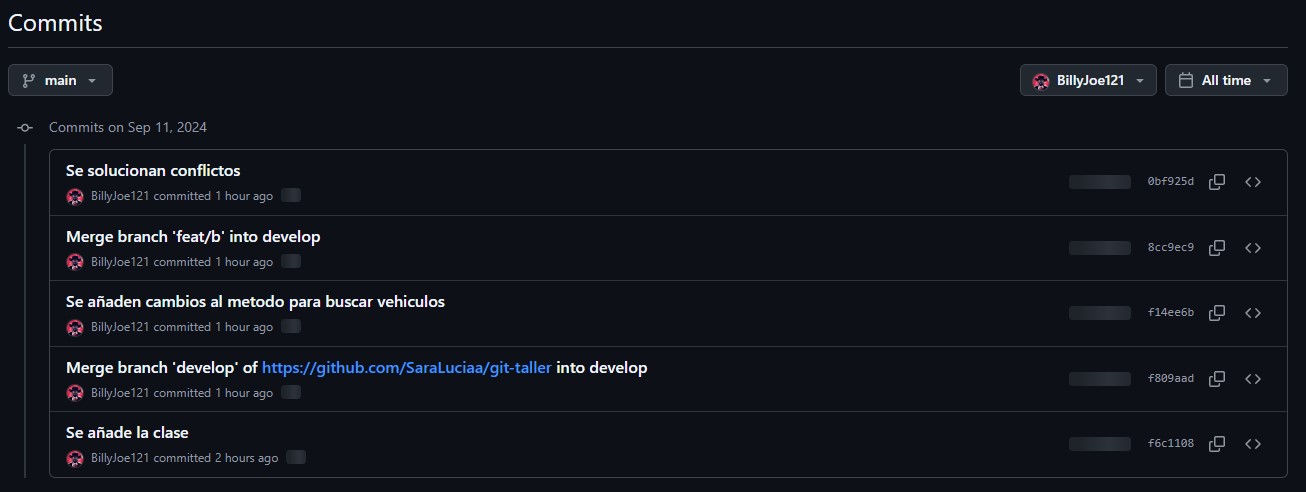 Commits
main
BillyJoe121
All time
Commits on Sep 11, 2024
Se solucionan conflictos
BillyJoe121 committed 1 hour ago
0bf925d
Merge branch 'feat/b' into develop
BillyJoe121 committed 1 hour ago
8cc9ec9
Se añaden cambios al metodo para buscar vehiculos
BillyJoe121 committed 1 hour ago
f14ee6b
Merge branch 'develop' of https://github.com/SaraLuciaa/git-taller into develop
BillyJoe121 committed 1 hour ago
f809aad
Se añade la clase
BillyJoe121 committed 2 hours ago
f6c1108